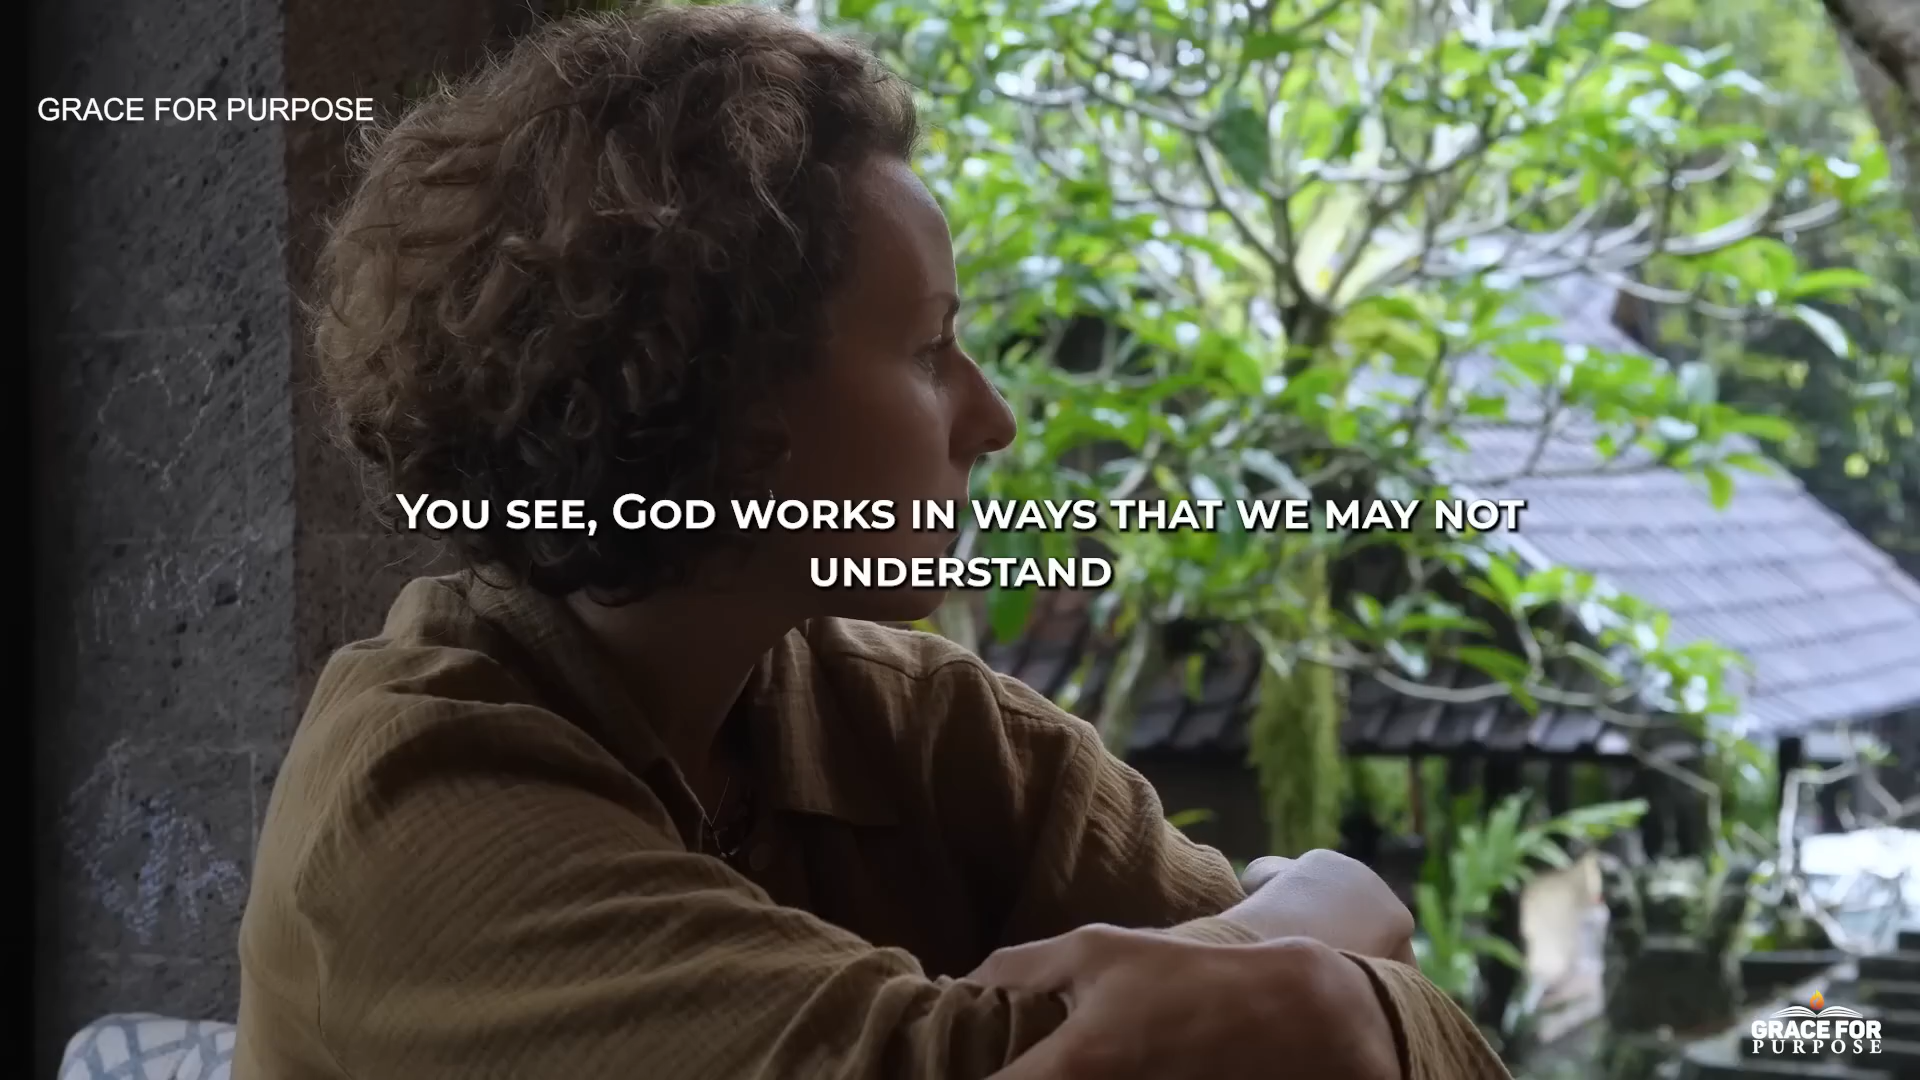 GRACE FOR PURPOSE
You see, God works in ways that we may not
understand
GRACE FOR
PURPOSE